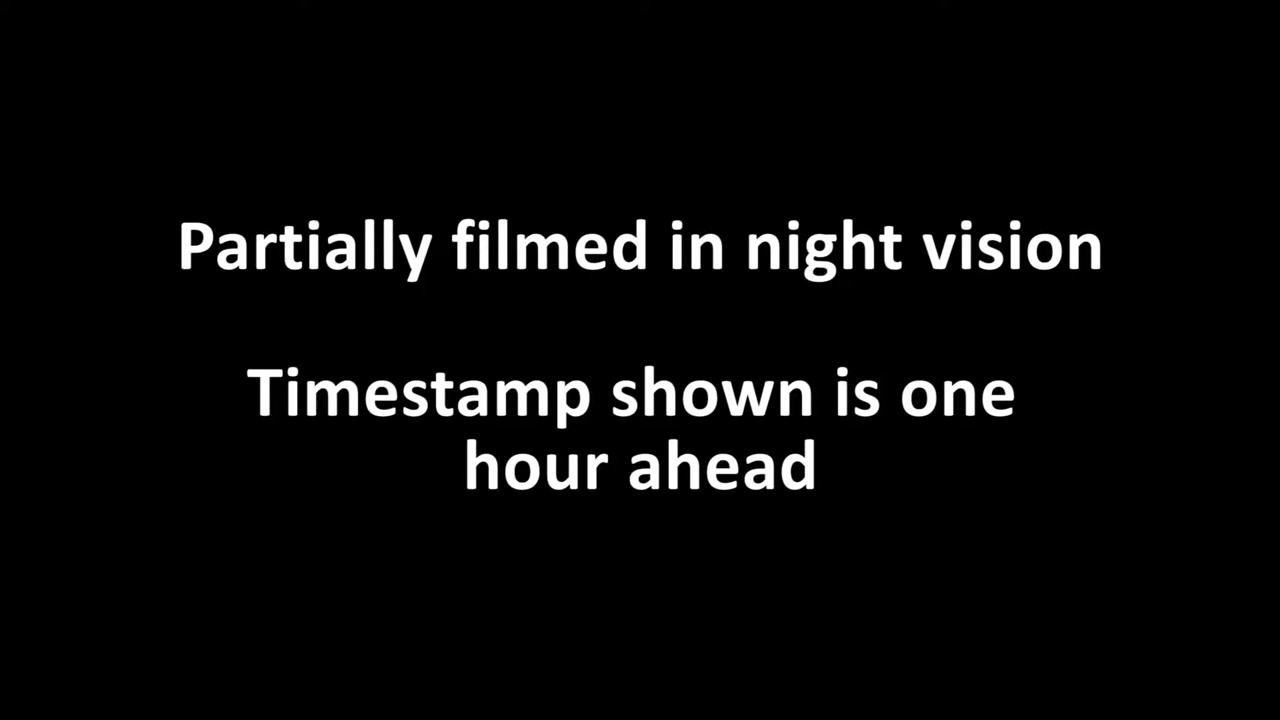 Partially filmed in night vision
Timestamp shown is one
hour ahead